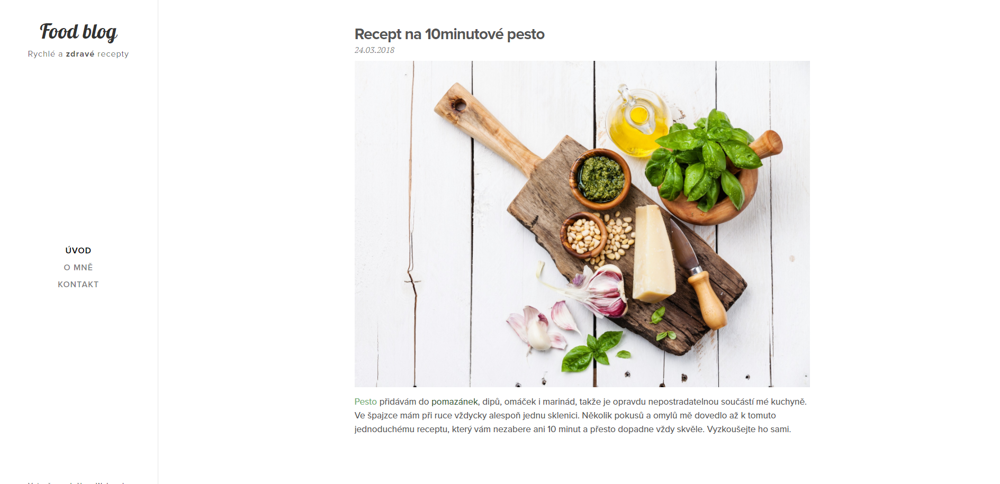 Food blog
Rychlé a zdravé recepty
ÚVOD
O MNĚ
KONTAKT
Recept na 10minutové pesto
24.03.2018
Pesto přidávám do pomazánek, dipů, omáček i marinád, takže je opravdu nepostradatelnou součástí mé kuchyně.
Ve špajzce mám při ruce vždycky alespoň jednu sklenici. Několik pokusů a omylů mě dovedlo až k tomuto
jednoduchému receptu, který vám nezabere ani 10 minut a přesto dopadne vždy skvěle. Vyzkoušejte ho sami.